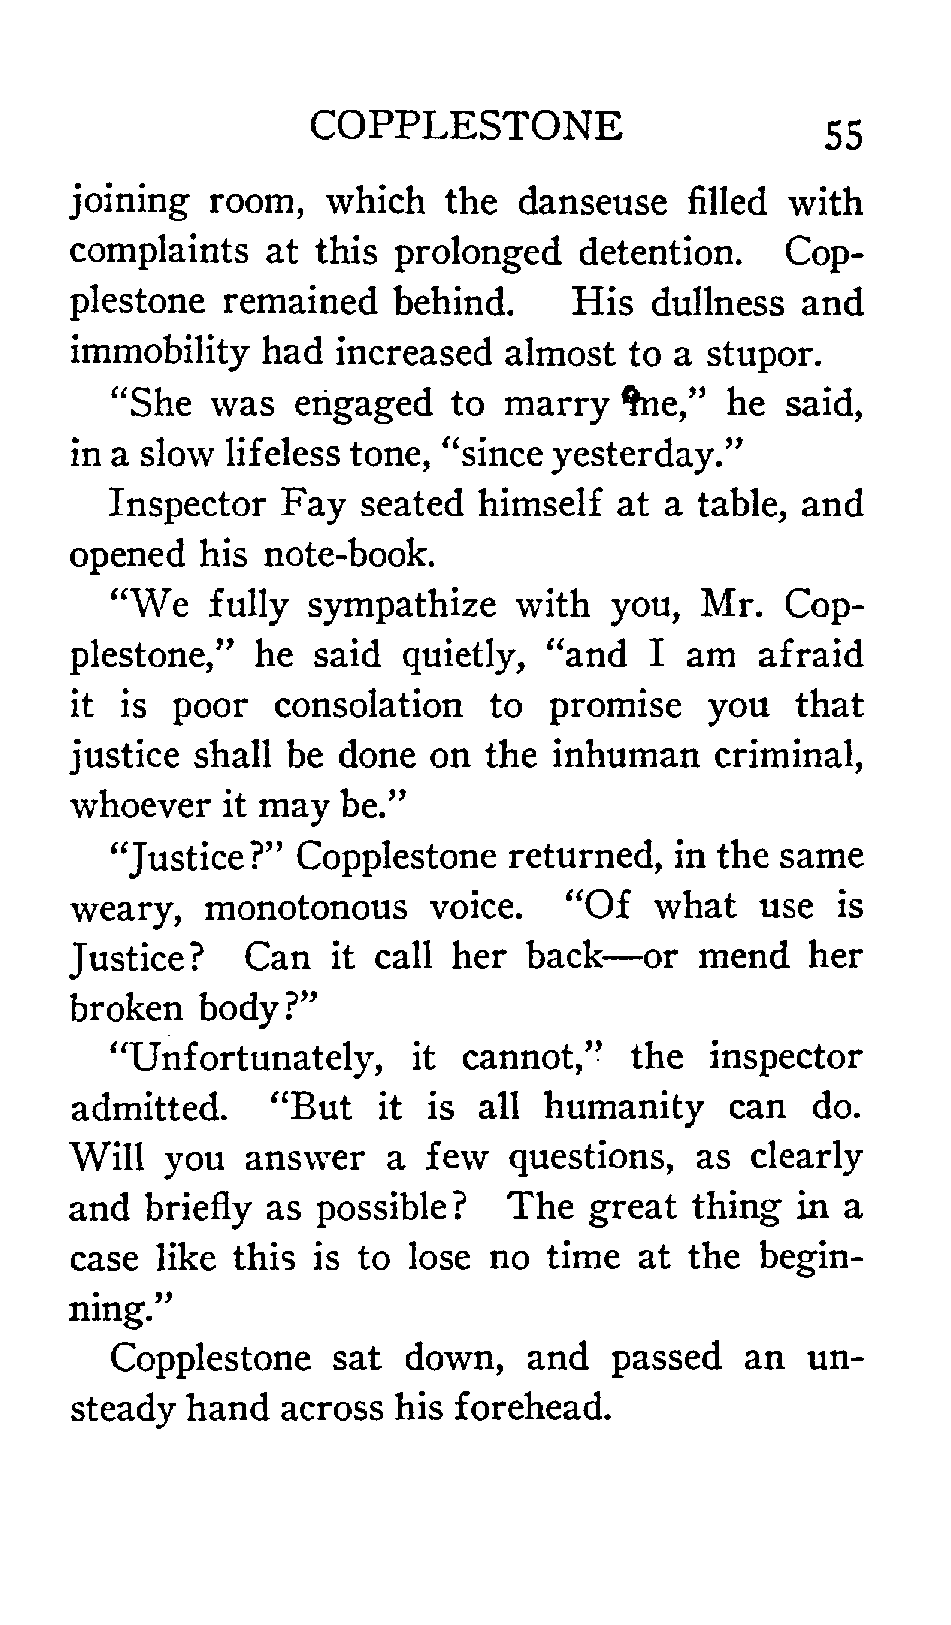 COPPLESTONE 55
joining room, which the danseuse filled with
complaints at this prolonged detention. Cop-
plestone remained behind. His dullness and
immobility had increased almost to a stupor.
"She was engaged to marry me," he said,
in a slow lifeless tone, "since yesterday."
Inspector Fay seated himself at a table, and
opened his note-book.
"We fully sympathize with you, Mr. Cop-
plestone," he said quietly, "and I am afraid
it is poor consolation to promise you that
justice shall be done on the inhuman criminal,
whoever it may be."
"Justice?" Copplestone returned, in the same
weary, monotonous voice. "Of what use is
Justice? Can it call her back—or mend her
broken body?"
"Unfortunately, it cannot," the inspector
admitted. "But it is all humanity can do.
Will you answer a few questions, as clearly
and briefly as possible? The great thing in a
case like this is to lose no time at the begin-
ning."
Copplestone sat down, and passed an un-
steady hand across his forehead.